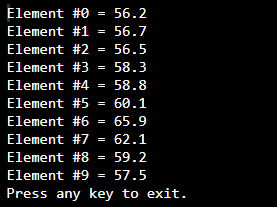 Element #0 = 56.2
Element #1 = 56.7
Element #2 = 56.5
Element #3 = 58.3
Element #4 = 58.8
Element #5 = 60.1
Element #6 = 65.9
Element #7 = 62.1
Element #8 = 59.2
Element #9 = 57.5
Press any key to exit.